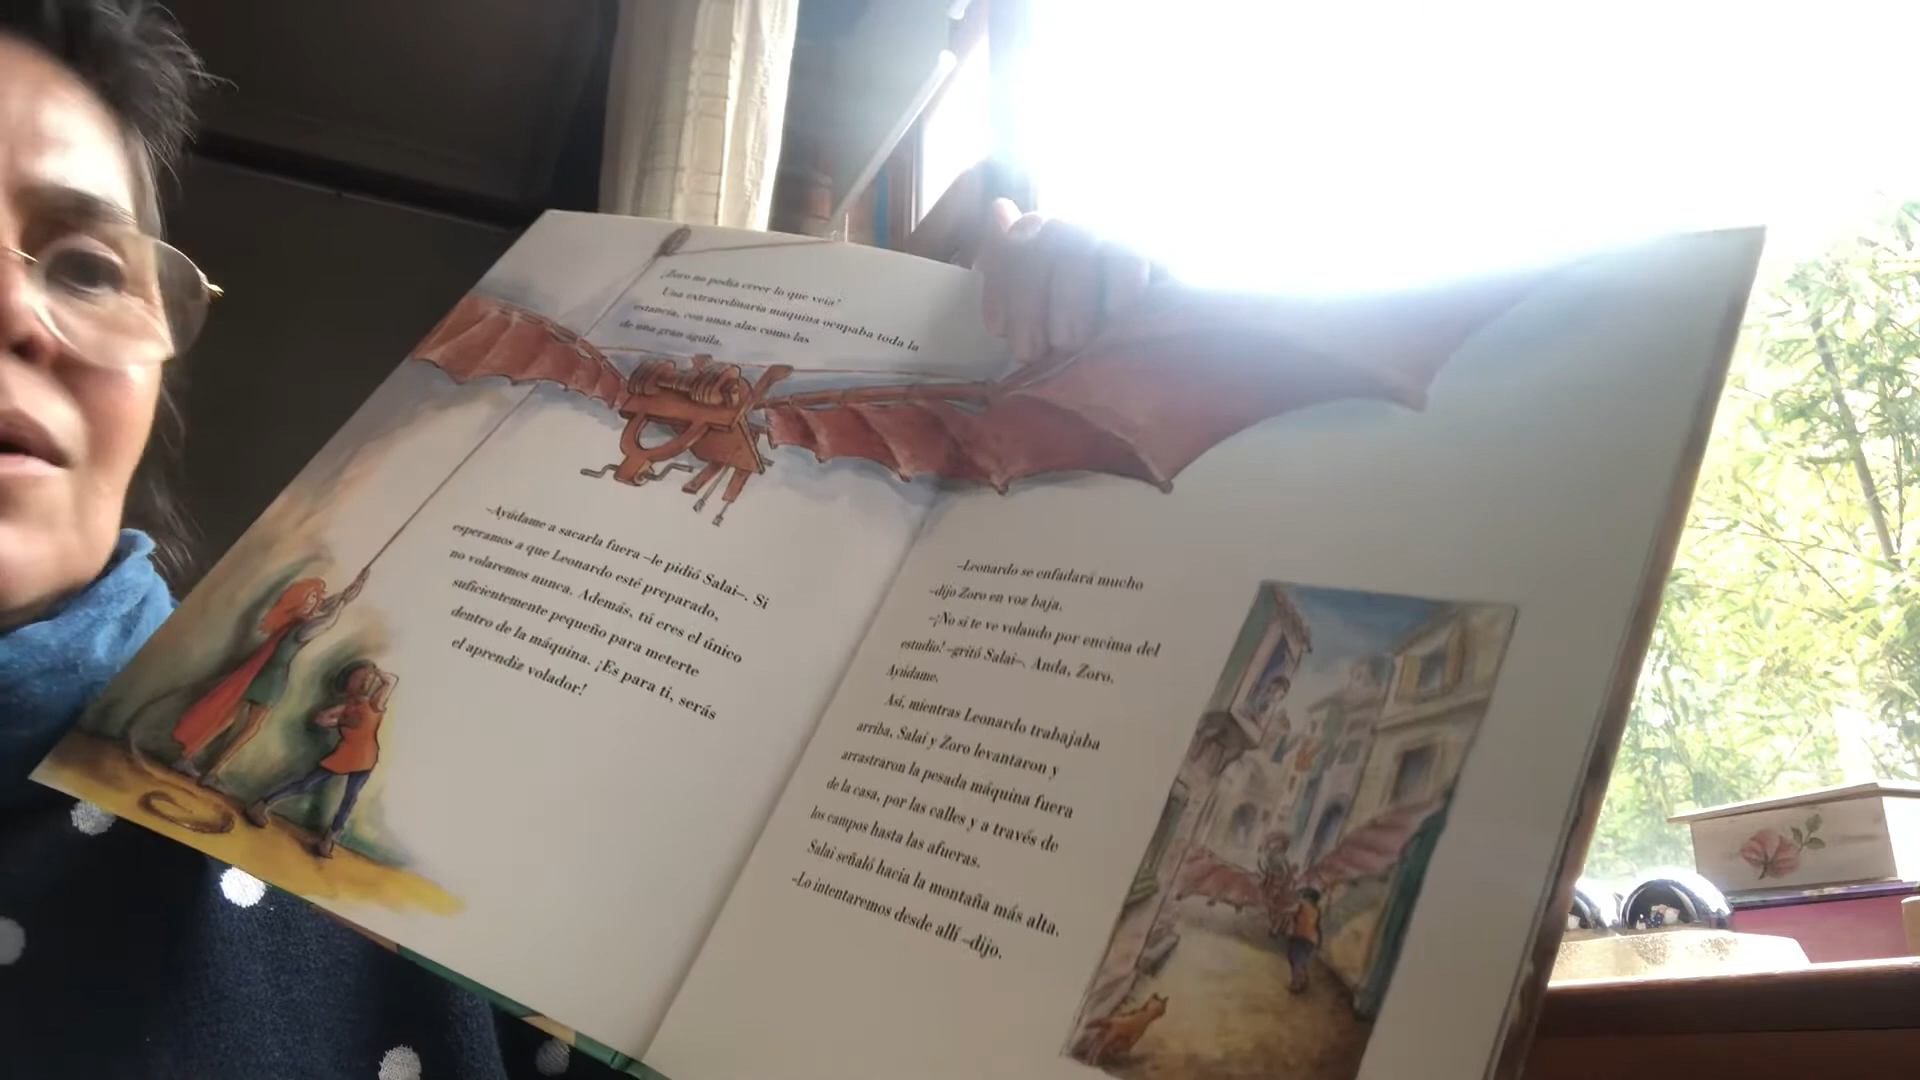 ¡Zoro no podía creer lo que veía!
Una extraordinaria máquina ocupaba toda la
estancia, con unas alas como las
de una gran águila.
–Ayúdame a sacarla fuera –le pidió Salai–. Si
esperamos a que Leonardo esté preparado,
no volaremos nunca. Además, tú eres el único
suficientemente pequeño para meterte
dentro de la máquina. ¡Es para ti, serás
el aprendiz volador!
–Leonardo se enfadará mucho
–dijo Zoro en voz baja.
–¡No si te ve volando por encima del
estudio! –gritó Salai–. Anda, Zoro.
Ayúdame.
Así, mientras Leonardo trabajaba
arriba, Salai y Zoro levantaron y
arrastraron la pesada máquina fuera
de la casa, por las calles y a través de
los campos hasta las afueras.
Salai señaló hacia la montaña más alta.
–Lo intentaremos desde allí –dijo.